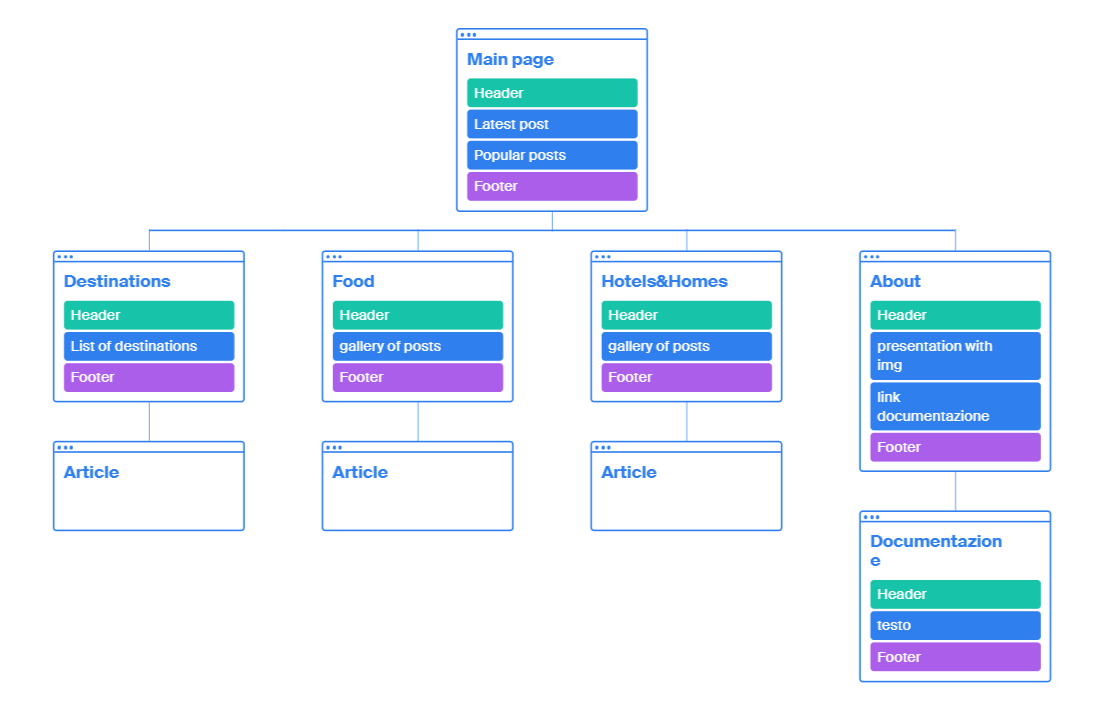 Main page
Header
Latest post
Popular posts
Footer
Destinations
Header
List of destinations
Footer
Food
Header
gallery of posts
Footer
Hotels&Homes
Header
gallery of posts
Footer
About
Header
presentation with
img
link
documentazione
Footer
Article
Article
Article
Documentazion
e
Header
testo
Footer